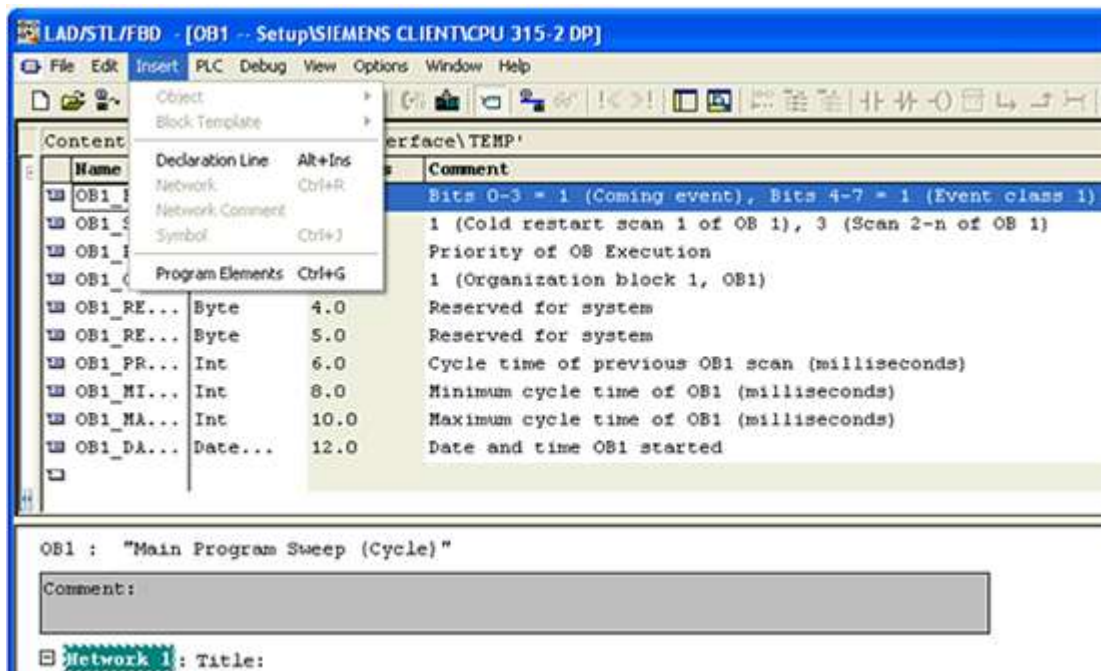 LAD/STL/FBD - [OB1 -- Setup\SIEMENS CLIENT\CPU 315-2 DP]
File Edit Insert PLC Debug View Options Window Help
Object
Block Template
Content erface\TEMP'
Declaration Line Alt+Ins
Name Comment
Network Ctrl+R
OB1_ Bits 0-3 = 1 (Coming event), Bits 4-7 = 1 (Event class 1)
Network Comment
OB1_S 1 (Cold restart scan 1 of OB 1), 3 (Scan 2-n of OB 1)
Symbol Ctrl+J
OB1_ Priority of OB Execution
Program Elements Ctrl+G
OB1_ 1 (Organization block 1, OB1)
OB1_RE... Byte 4.0 Reserved for system
OB1_RE... Byte 5.0 Reserved for system
OB1_PR... Int 6.0 Cycle time of previous OB1 scan (milliseconds)
OB1_MI... Int 8.0 Minimum cycle time of OB1 (milliseconds)
OB1_MA... Int 10.0 Maximum cycle time of OB1 (milliseconds)
OB1_DA... Date... 12.0 Date and time OB1 started
OB1 : "Main Program Sweep (Cycle)"
Comment:
Network 1: Title: